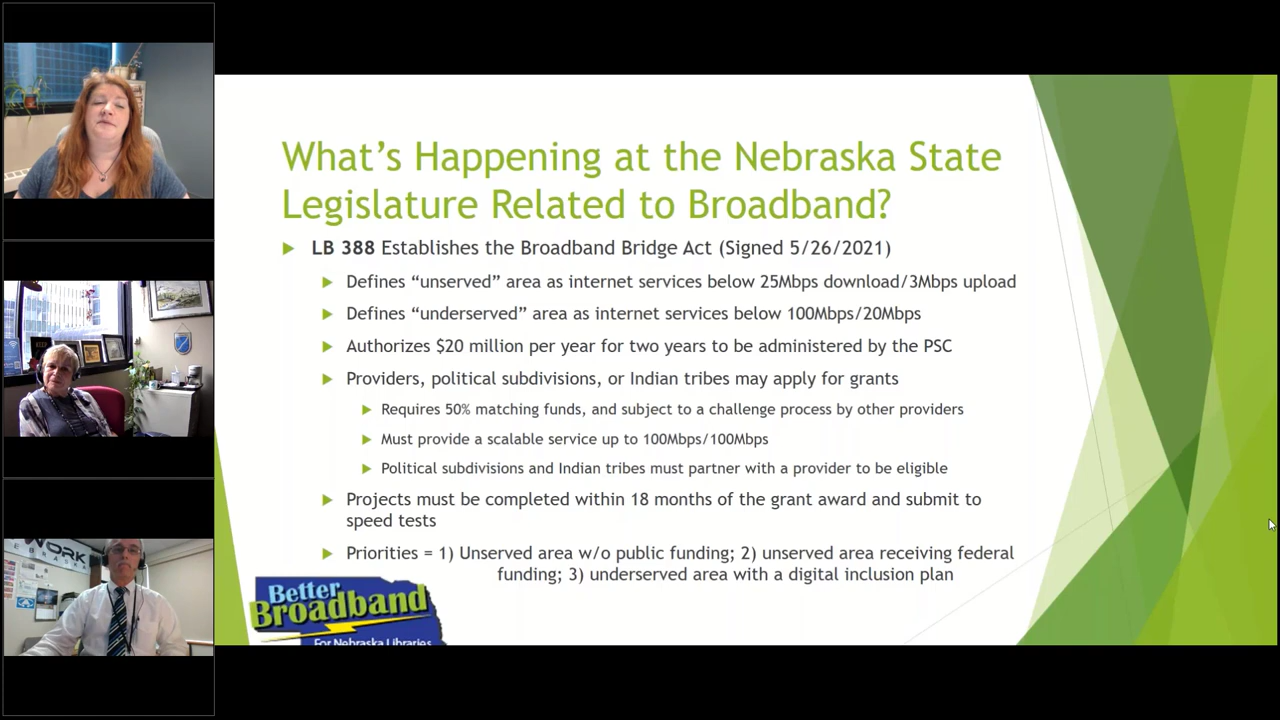 What's Happening at the Nebraska State
Legislature Related to Broadband?
LB 388 Establishes the Broadband Bridge Act (Signed 5/26/2021)
Defines “unserved” area as internet services below 25Mbps download/3Mbps upload
Defines “underserved” area as internet services below 100Mbps/20Mbps
Authorizes $20 million per year for two years to be administered by the PSC
Providers, political subdivisions, or Indian tribes may apply for grants
Requires 50% matching funds, and subject to a challenge process by other providers
Must provide a scalable service up to 100Mbps/100Mbps
Political subdivisions and Indian tribes must partner with a provider to be eligible
Projects must be completed within 18 months of the grant award and submit to
speed tests
Priorities = 1) Unserved area w/o public funding; 2) unserved area receiving federal
funding; 3) underserved area with a digital inclusion plan
Better
Broadband
For Nebraska Libraries